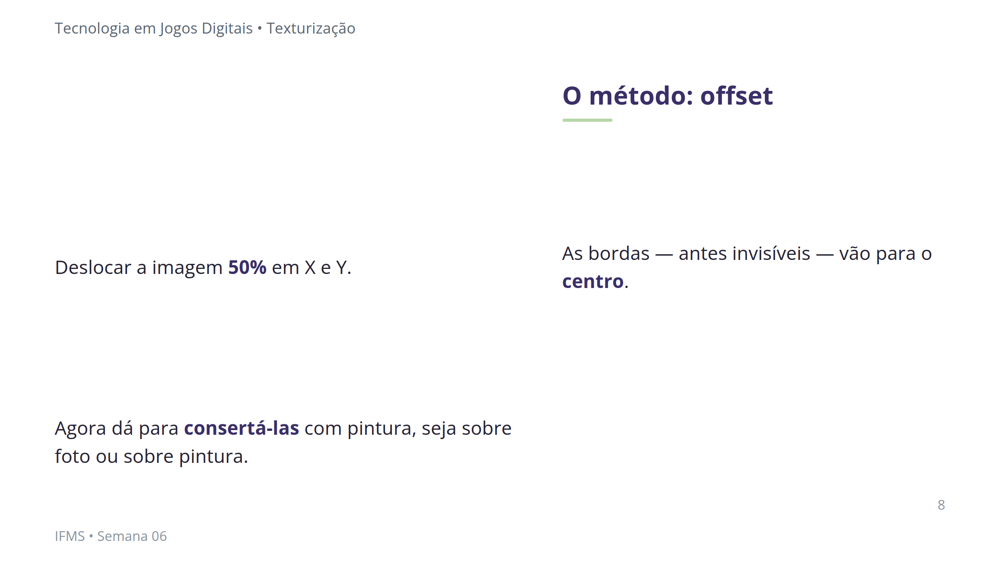 Tecnologia em Jogos Digitais • Texturização
O método: offset
Deslocar a imagem 50% em X e Y.
As bordas — antes invisíveis — vão para o
centro.
Agora dá para consertá-las com pintura, seja sobre
foto ou sobre pintura.
8
IFMS • Semana 06